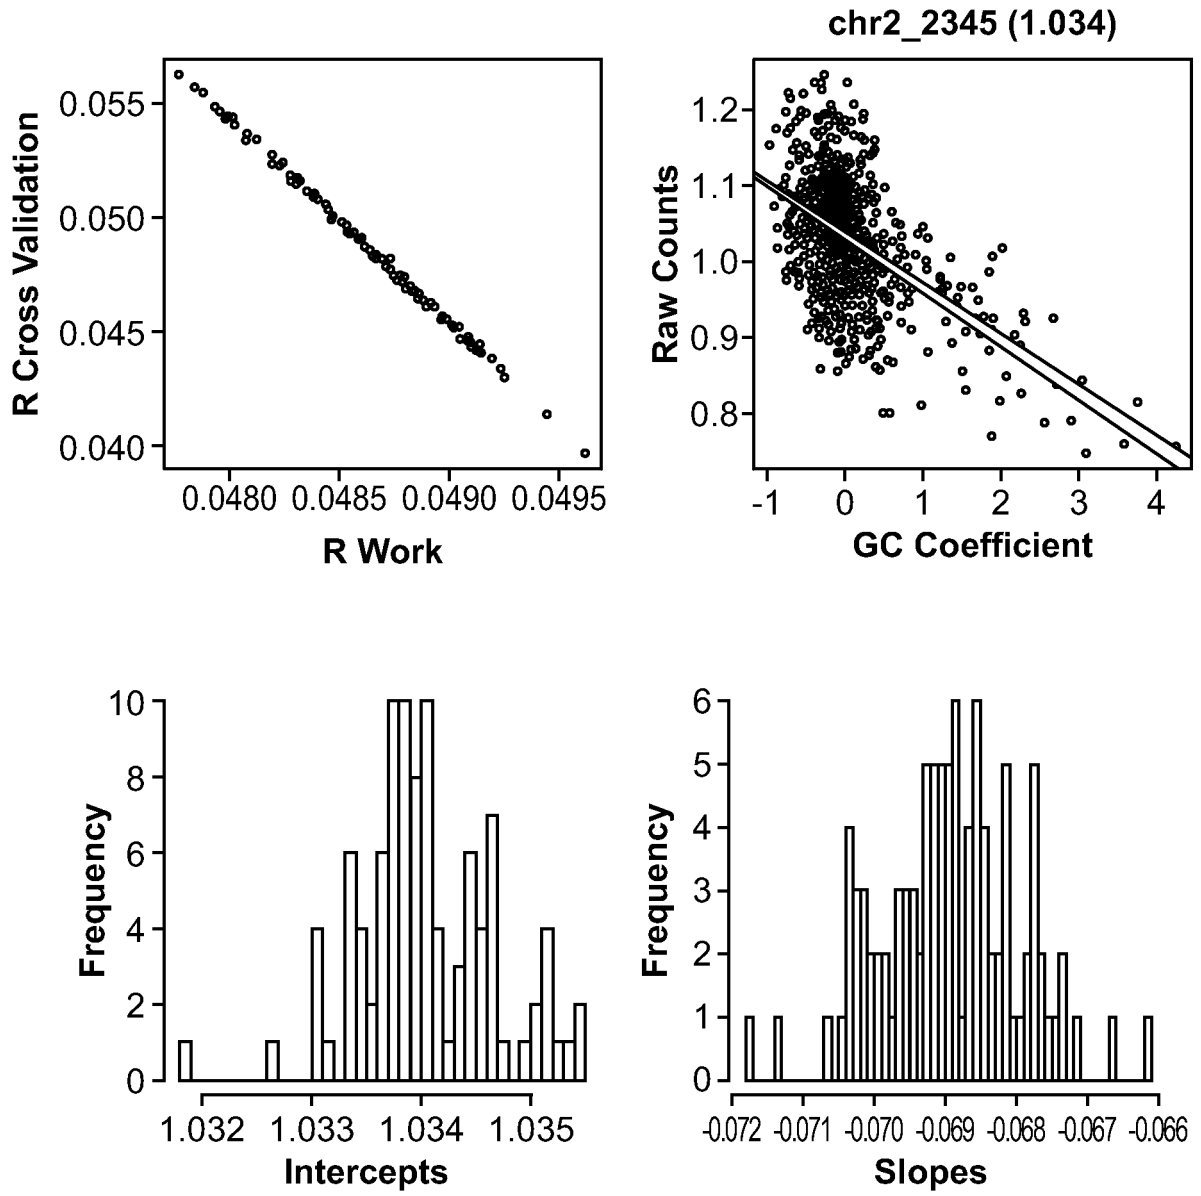 chr2_2345 (1.034)
R Cross Validation
0.055
0.050
0.045
0.040
0.0480 0.0485 0.0490 0.0495
R Work
Raw Counts
1.2
1.1
1.0
0.9
0.8
-1 0 1 2 3 4
GC Coefficient
Frequency
10
8
6
4
2
0
1.032 1.033 1.034 1.035
Intercepts
Frequency
6
5
4
3
2
1
0
-0.072 -0.071 -0.070 -0.069 -0.068 -0.067 -0.066
Slopes